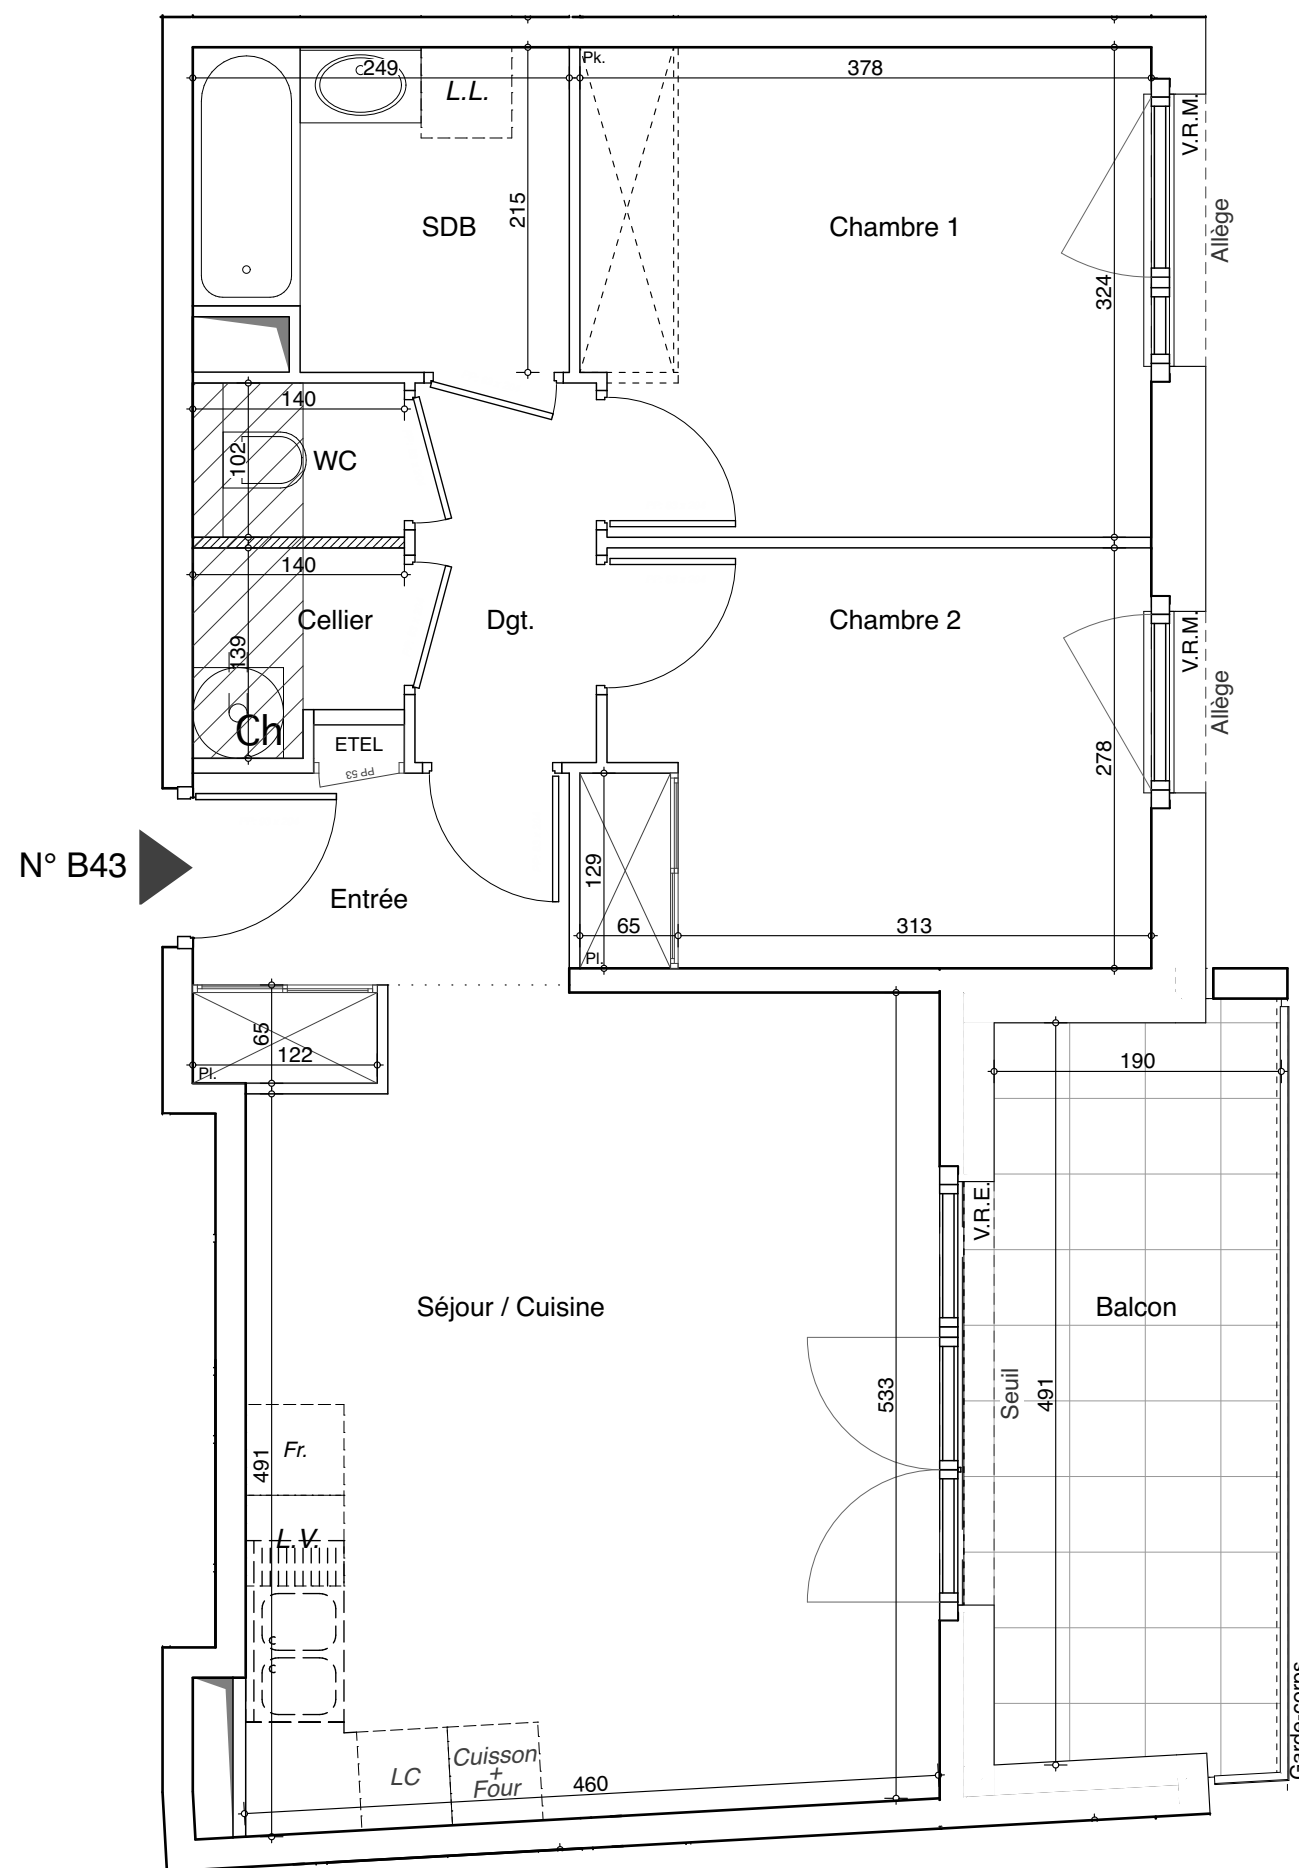 249
L.L.
Pk.
378
V.R.M.
Allège
SDB
215
Chambre 1
324
140
102
WC
140
Cellier
139
Ch
Dgt.
Chambre 2
V.R.M.
Allège
278
ETEL
PP 53
N° B43
Entrée
129
65
313
Pl.
65
122
Pl.
190
V.R.E.
Séjour / Cuisine
Balcon
533
Seuil
491
Fr.
491
L.V.
LC
Cuisson
+
Four
460
Garde-corps